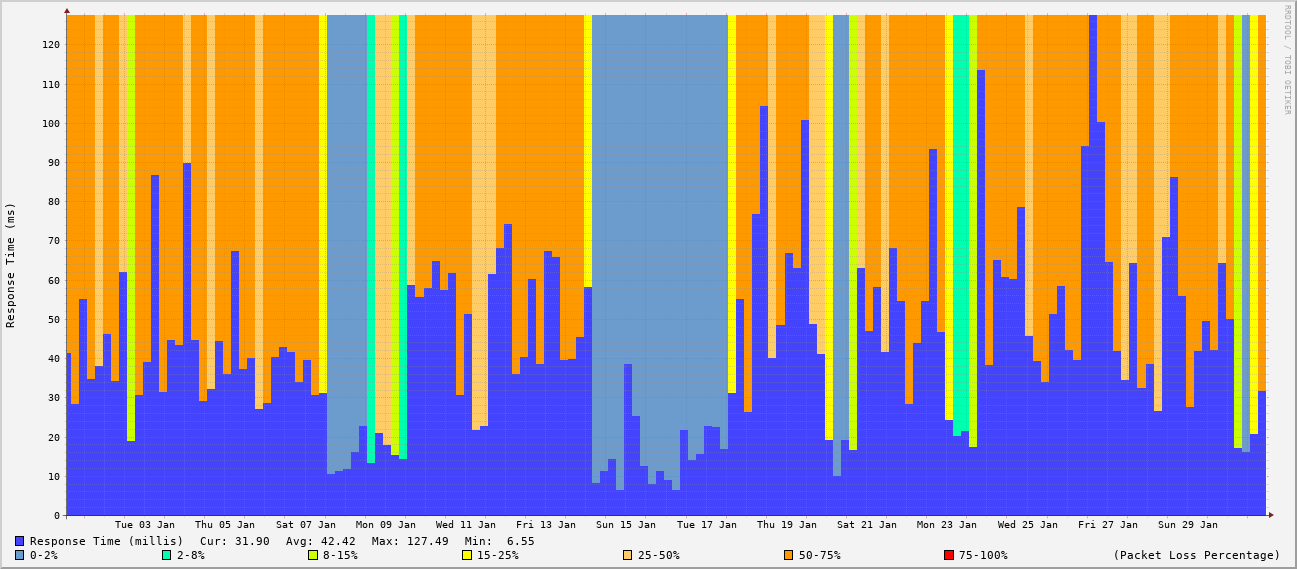 RRDTOOL / TOBI OETIKER
Response Time (ms)
120
110
100
90
80
70
60
50
40
30
20
10
0
Tue 03 Jan Thu 05 Jan Sat 07 Jan Mon 09 Jan Wed 11 Jan Fri 13 Jan Sun 15 Jan Tue 17 Jan Thu 19 Jan Sat 21 Jan Mon 23 Jan Wed 25 Jan Fri 27 Jan Sun 29 Jan
Response Time (millis) Cur: 31.90 Avg: 42.42 Max: 127.49 Min: 6.55
0-2% 2-8% 8-15% 15-25% 25-50% 50-75% 75-100% (Packet Loss Percentage)